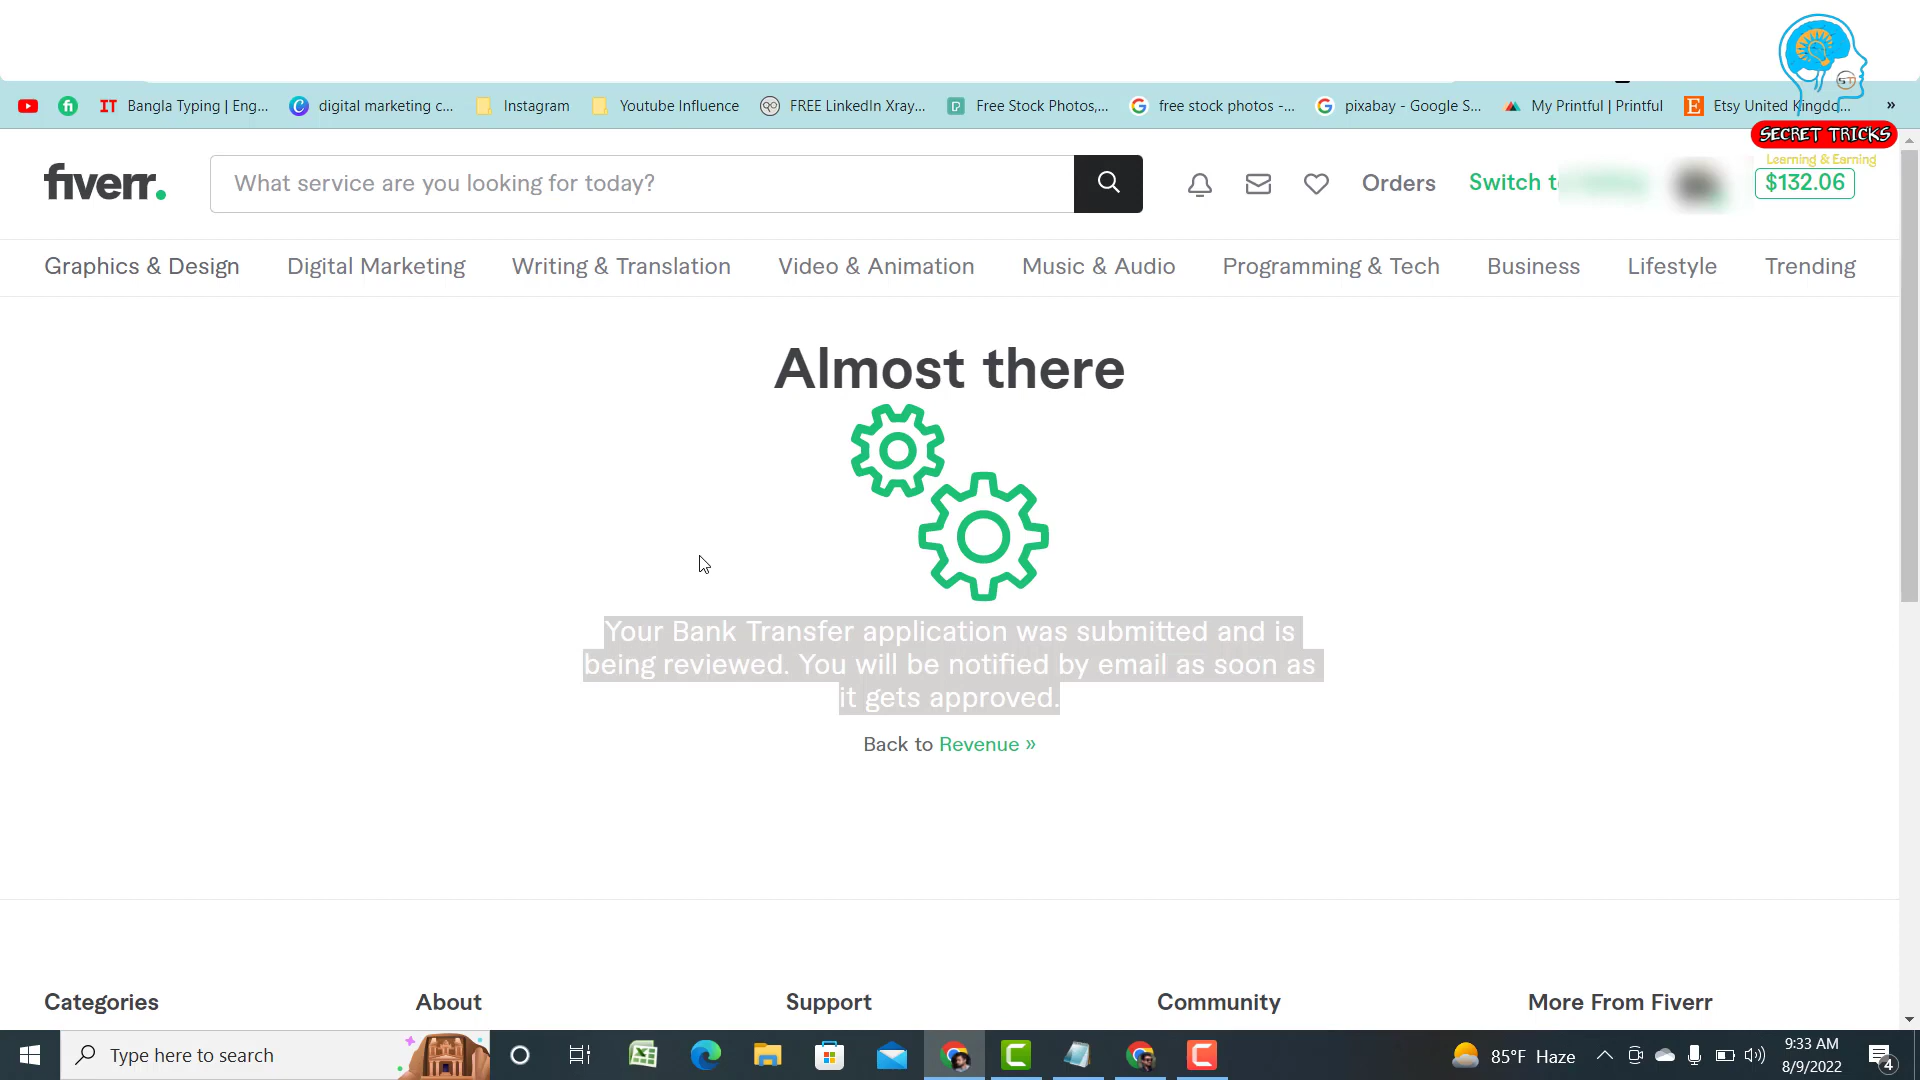 IT Bangla Typing | Eng...
digital marketing c...
Instagram
Youtube Influence
FREE LinkedIn Xray...
Free Stock Photos,...
free stock photos -...
pixabay - Google S...
My Printful | Printful
Etsy United Kingdo...
»
SECRET TRICKS
Learning & Earning
fiverr.
What service are you looking for today?
Orders
Switch t
$132.06
Graphics & Design
Digital Marketing
Writing & Translation
Video & Animation
Music & Audio
Programming & Tech
Business
Lifestyle
Trending
Almost there
Your Bank Transfer application was submitted and is
being reviewed. You will be notified by email as soon as
it gets approved.
Back to Revenue »
Categories
About
Support
Community
More From Fiverr
Type here to search
85°F Haze
9:33 AM
8/9/2022
4